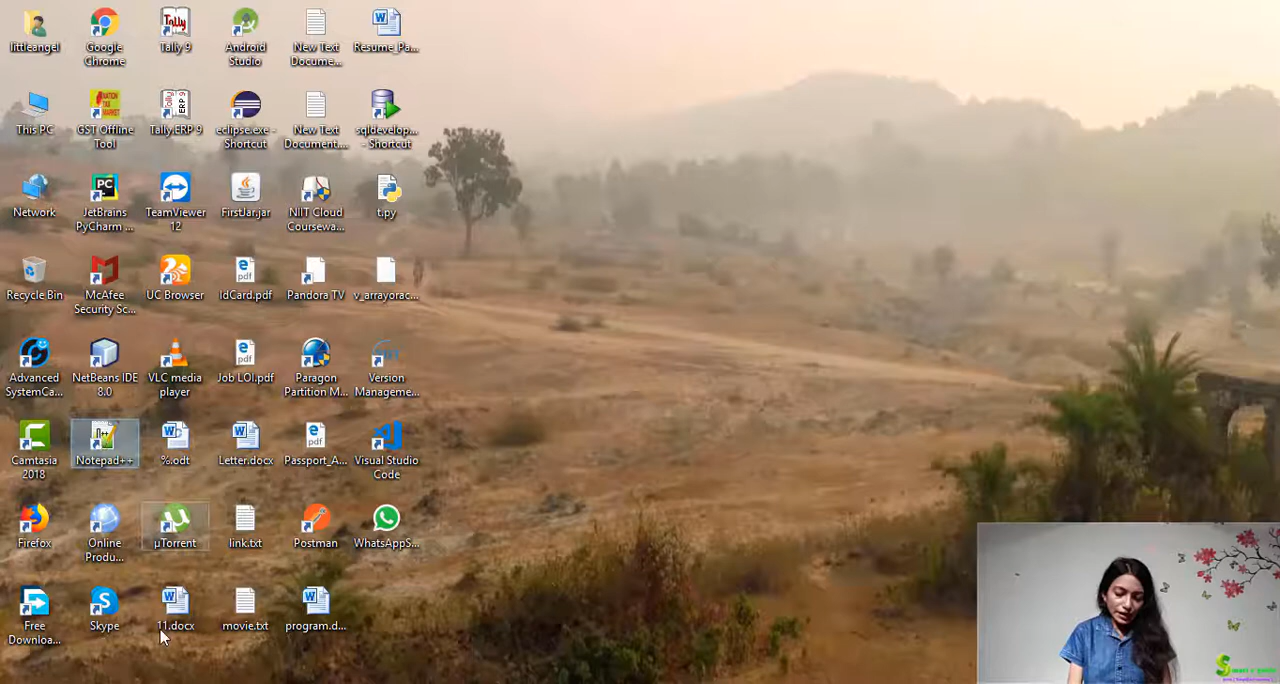 littleangel
Google
Chrome
Tally 9
Android
Studio
New Text
Docume...
Resume_Pa...
This PC
GST Offline
Tool
Tally.ERP 9
eclipse.exe -
Shortcut
New Text
Document...
sqldevelop...
- Shortcut
Network
JetBrains
PyCharm ...
TeamViewer
12
FirstJar.jar
NIIT Cloud
Coursewa...
t.py
Recycle Bin
McAfee
Security Sc...
UC Browser
IdCard.pdf
Pandora TV
v_arrayorac...
Advanced
SystemCa...
NetBeans IDE
8.0
VLC media
player
Job LOI.pdf
Paragon
Partition M...
Version
Manageme...
Camtasia
2018
Notepad++
%.odt
Letter.docx
Passport_A...
Visual Studio
Code
Firefox
Online
Produ...
µTorrent
link.txt
Postman
WhatsAppS...
Free
Downloa...
Skype
11.docx
movie.txt
program.d...